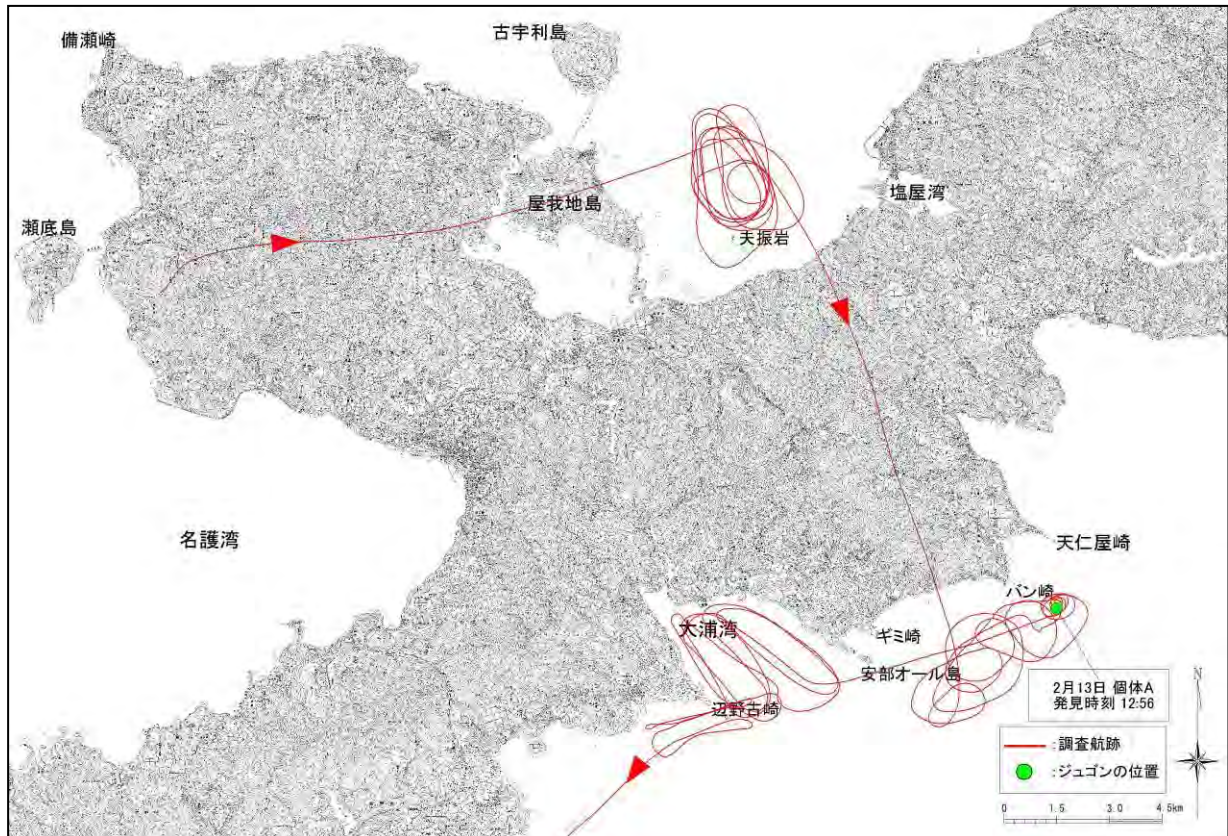 備瀬崎
古宇利島
塩屋湾
屋我地島
瀬底島
夫振岩
名護湾
天仁屋崎
バン崎
大浦湾
ギミ崎
安部オール島
辺野古崎
2月13日 個体A
発見時刻 12:56
N
:調査航跡
:ジュゴンの位置
0 1.5 3.0 4.5km